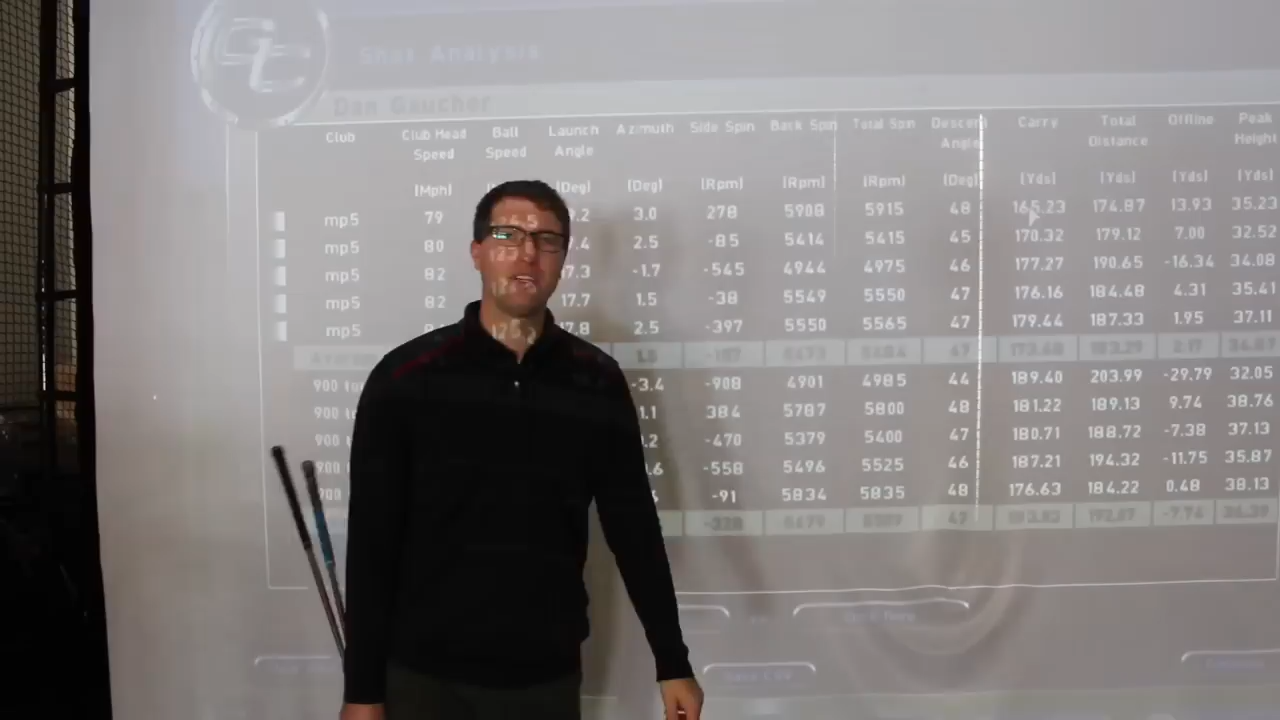 GC
Shot Analysis
Dan Gaucher
Club Club Head Speed Ball Speed Launch Angle Azimuth Side Spin Back Spin Total Spin Descent Angle Carry Total Distance Offline Peak Height
[Mph] [Deg] [Deg] [Rpm] [Rpm] [Rpm] [Deg] [Yds] [Yds] [Yds] [Yds]
mp5 79 3.0 278 5908 5915 48 165.23 174.87 13.93 35.23
mp5 80 2.5 -85 5414 5415 45 170.32 179.12 7.00 32.52
mp5 82 17.3 -1.7 -545 4944 4975 46 177.27 190.65 -16.34 34.08
mp5 82 17.7 1.5 -38 5549 5550 47 176.16 184.48 4.31 35.41
mp5 17.8 2.5 -397 5550 5565 47 179.44 187.33 1.95 37.11
900 -3.4 -908 4901 4985 44 189.40 203.99 -29.79 32.05
900 1.1 384 5787 5800 48 181.22 189.13 9.74 38.76
900 -470 5379 5400 47 180.71 188.72 -7.38 37.13
900 -558 5496 5525 46 187.21 194.32 -11.75 35.87
900 -91 5834 5835 48 176.63 184.22 0.48 38.13